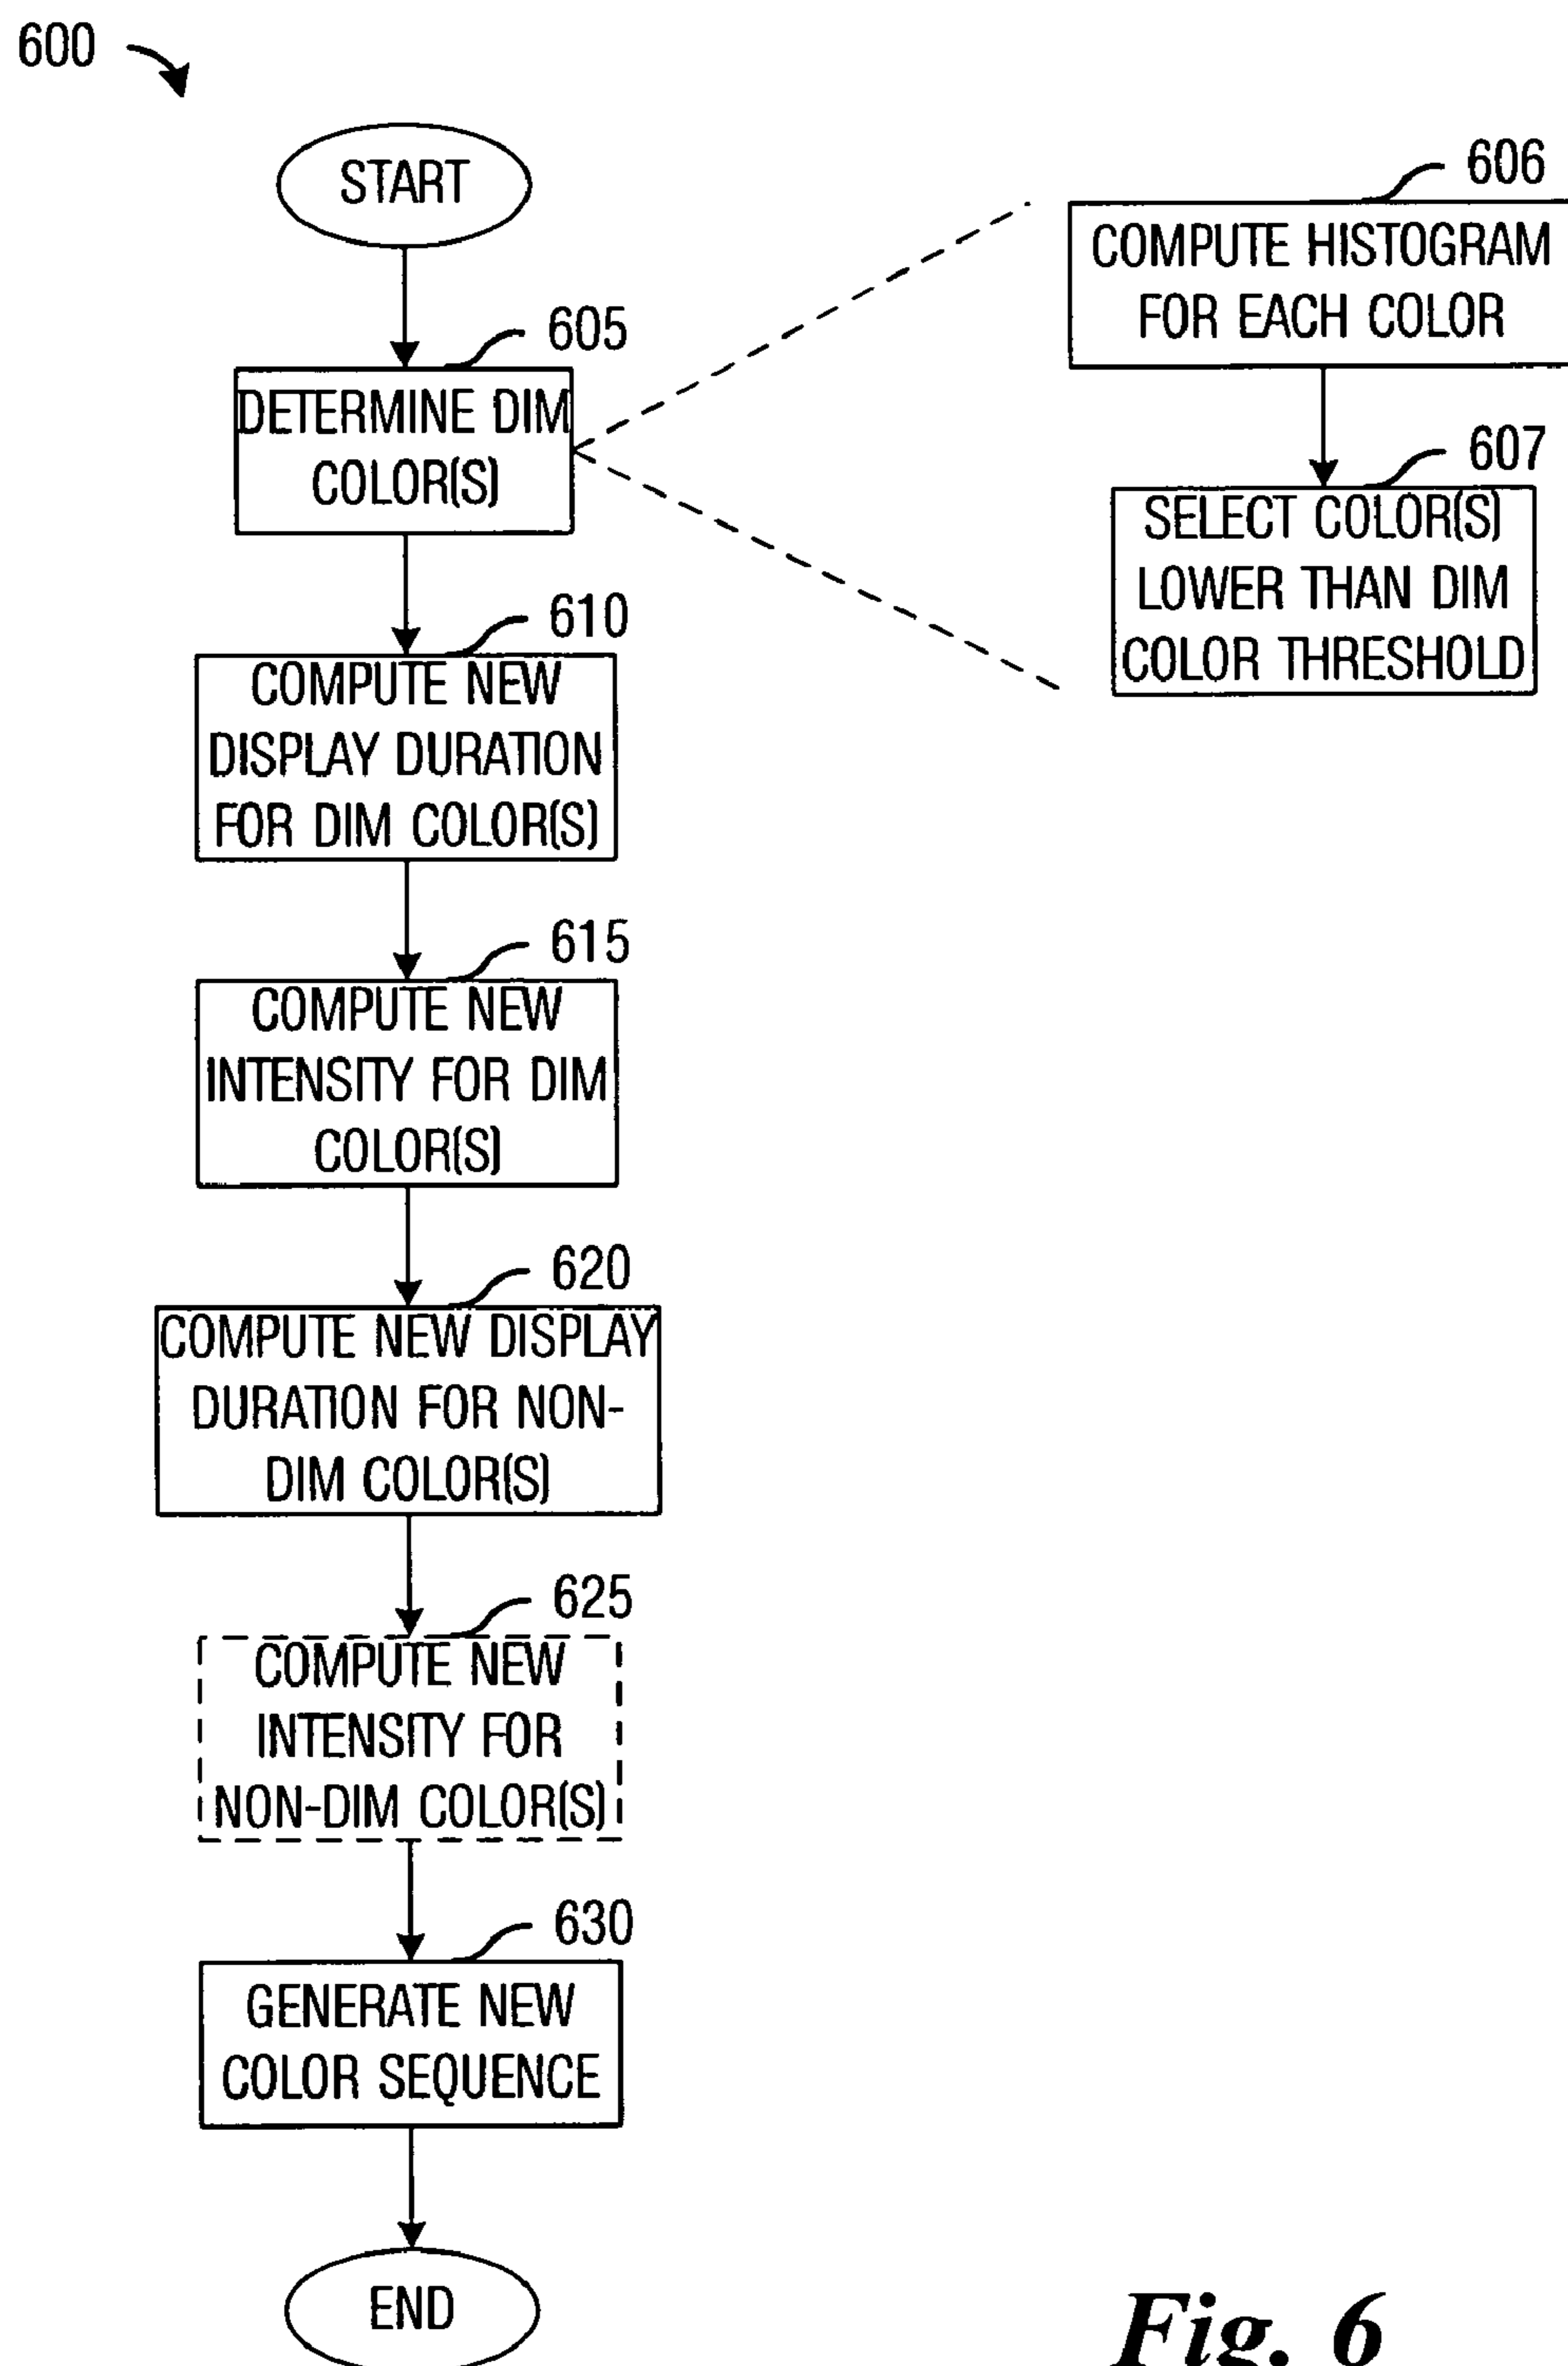 600
START
605
DETERMINE DIM
COLOR(S)
606
COMPUTE HISTOGRAM
FOR EACH COLOR
607
SELECT COLOR(S)
LOWER THAN DIM
COLOR THRESHOLD
610
COMPUTE NEW
DISPLAY DURATION
FOR DIM COLOR(S)
615
COMPUTE NEW
INTENSITY FOR DIM
COLOR(S)
620
COMPUTE NEW DISPLAY
DURATION FOR NON-
DIM COLOR(S)
625
COMPUTE NEW
INTENSITY FOR
NON-DIM COLOR(S)
630
GENERATE NEW
COLOR SEQUENCE
END
Fig. 6